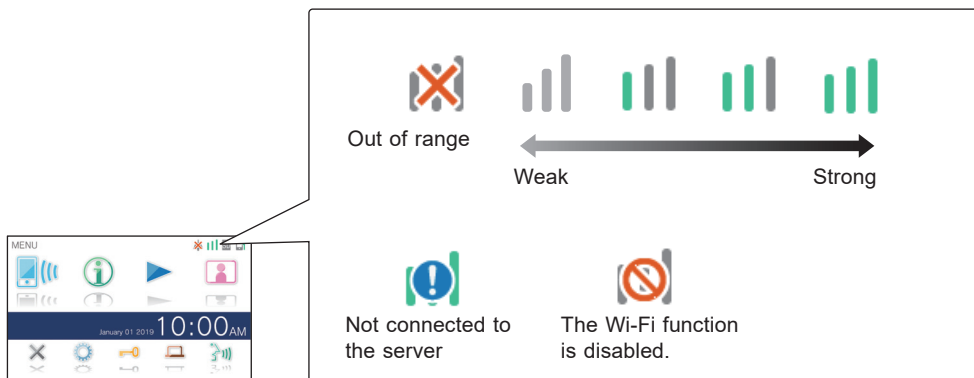 Out of range
Weak
Strong
MENU
January 01 2019 10:00AM
Not connected to
the server
The Wi-Fi function
is disabled.